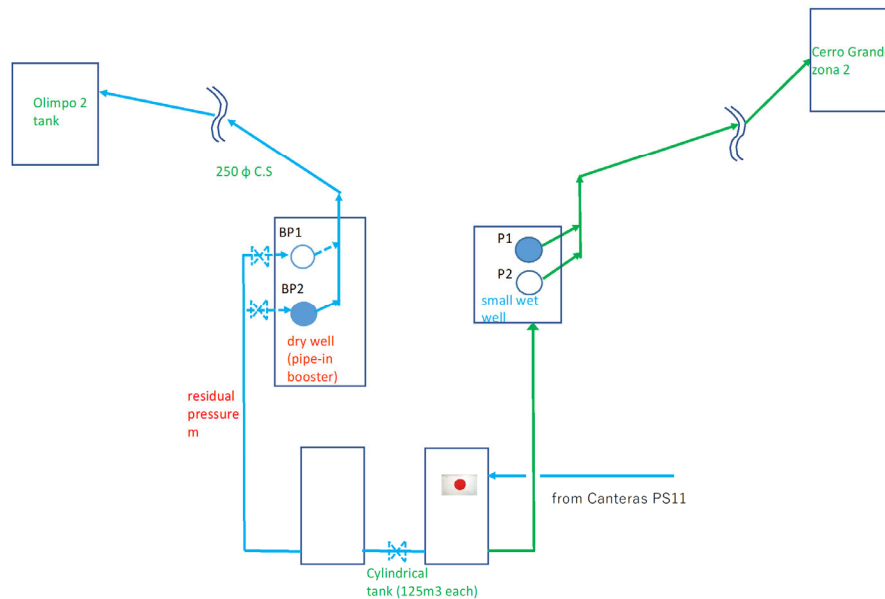 Cerro Grand
zona 2
Olimpo 2
tank
250 ф C.S
BP1
P1
P2
BP2
small wet
well
dry well
(pipe-in
booster)
residual
pressure
m
from Canteras PS11
Cylindrical
tank (125m3 each)